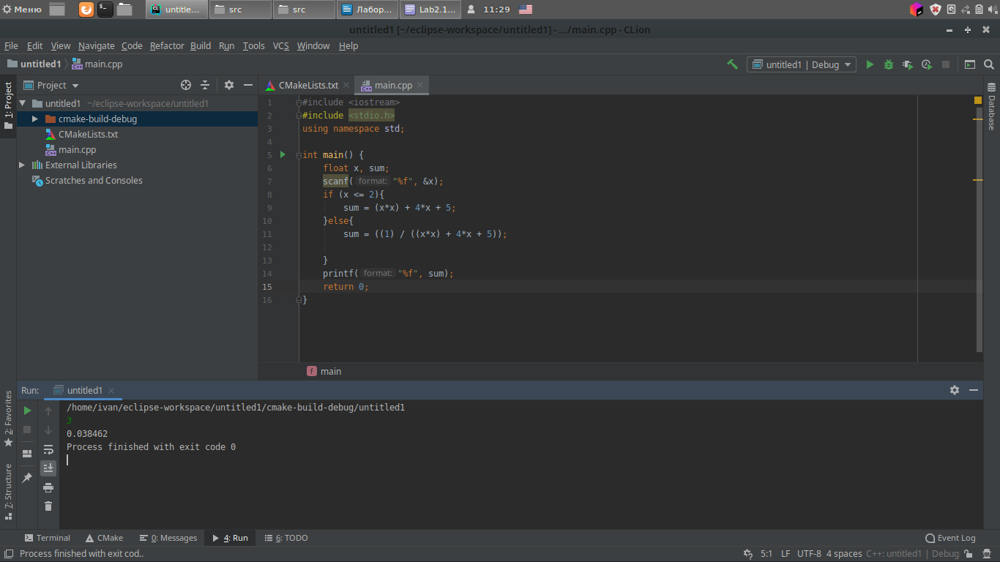 Меню untitle... src src Лабор... Lab2.1... 11:29
untitled1 [~/eclipse-workspace/untitled1] - .../main.cpp - CLion
File Edit View Navigate Code Refactor Build Run Tools VCS Window Help
untitled1 main.cpp untitled1 | Debug
1: Project
Project
untitled1 ~/eclipse-workspace/untitled1
cmake-build-debug
CMakeLists.txt
main.cpp
External Libraries
Scratches and Consoles
CMakeLists.txt main.cpp
1 #include <iostream>
2 #include <stdio.h>
3 using namespace std;
4
5 int main() {
6 float x, sum;
7 scanf( format: "%f", &x);
8 if (x <= 2){
9 sum = (x*x) + 4*x + 5;
10 }else{
11 sum = ((1) / ((x*x) + 4*x + 5));
12
13 }
14 printf( format: "%f", sum);
15 return 0;
16 }
f main
Database
2: Favorites
7: Structure
Run: untitled1
/home/ivan/eclipse-workspace/untitled1/cmake-build-debug/untitled1
3
0.038462
Process finished with exit code 0
Terminal CMake 0: Messages 4: Run 6: TODO Event Log
Process finished with exit cod.. 5:1 LF UTF-8 4 spaces C++: untitled1 | Debug